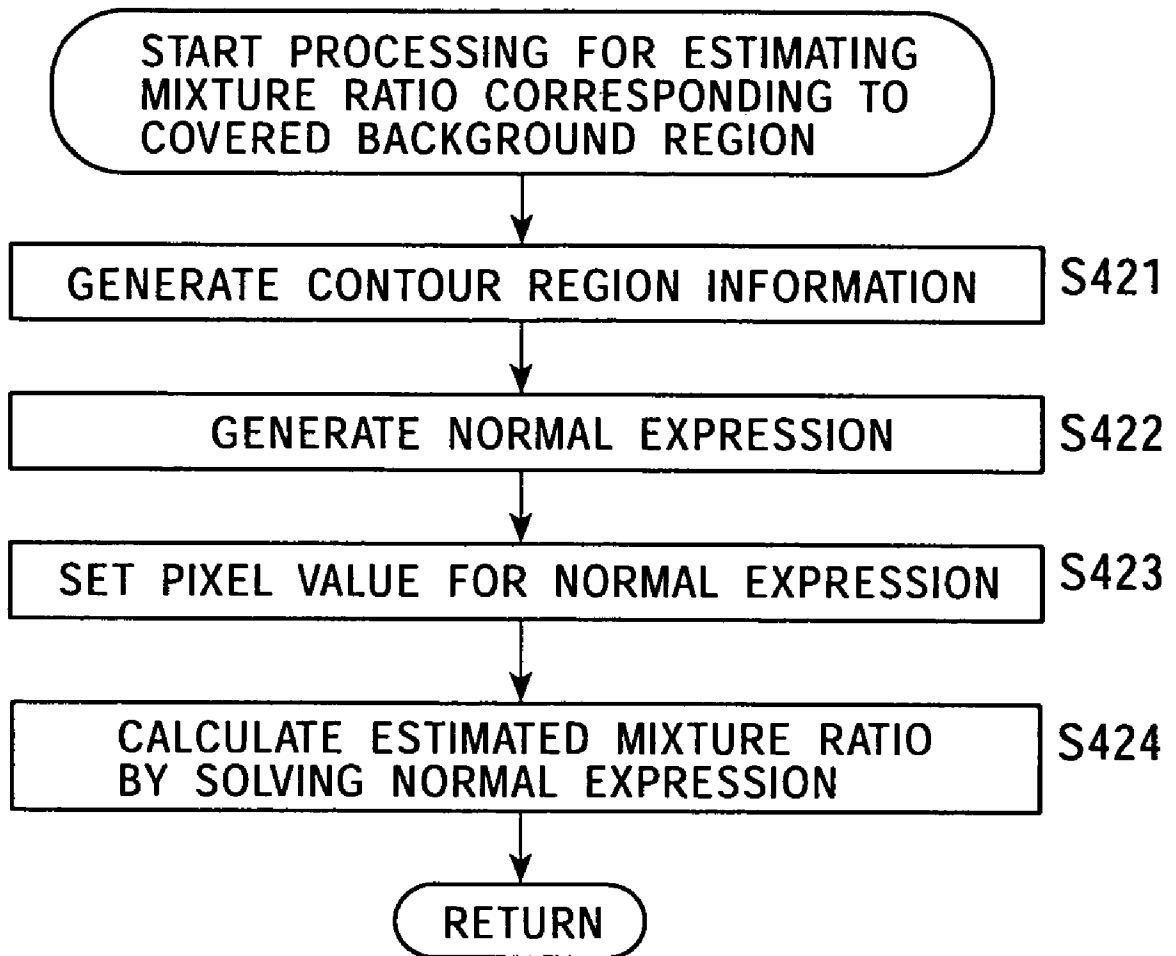 START PROCESSING FOR ESTIMATING
MIXTURE RATIO CORRESPONDING TO
COVERED BACKGROUND REGION
GENERATE CONTOUR REGION INFORMATION
S421
GENERATE NORMAL EXPRESSION
S422
SET PIXEL VALUE FOR NORMAL EXPRESSION
S423
CALCULATE ESTIMATED MIXTURE RATIO
BY SOLVING NORMAL EXPRESSION
S424
RETURN